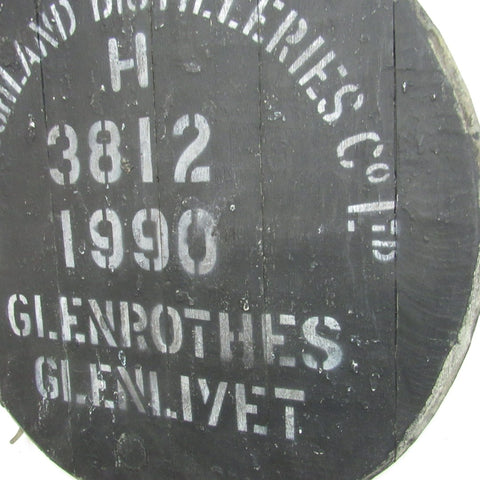 DISTILLERIES Cº LTD
H
3812
1990
GLENROTHES
GLENLIVET